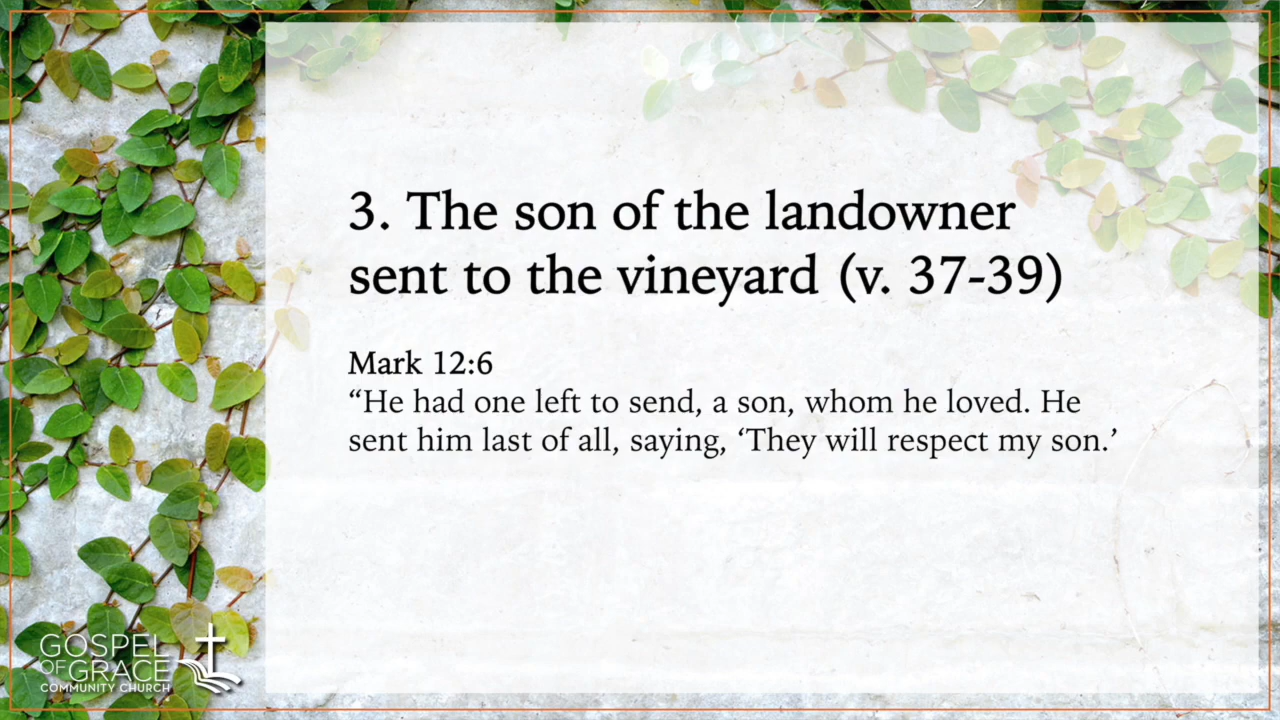 3. The son of the landowner
sent to the vineyard (v. 37-39)
Mark 12:6
“He had one left to send, a son, whom he loved. He
sent him last of all, saying, ‘They will respect my son.’
GOSPEL
OF GRACE
COMMUNITY CHURCH